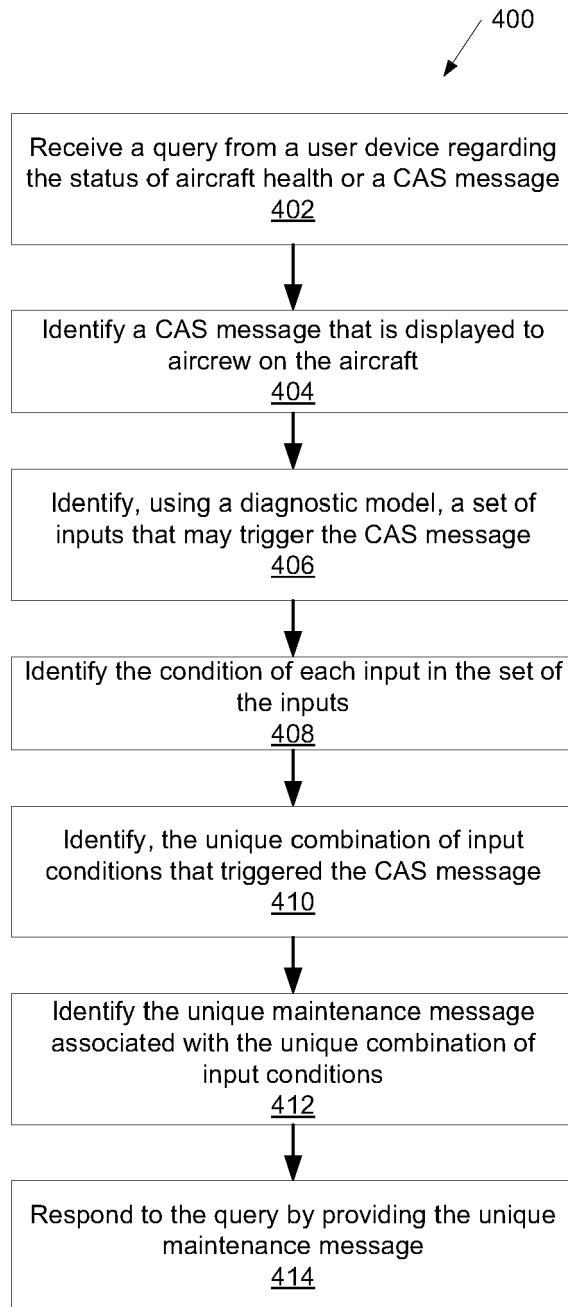 400
Receive a query from a user device regarding
the status of aircraft health or a CAS message
402
Identify a CAS message that is displayed to
aircrew on the aircraft
404
Identify, using a diagnostic model, a set of
inputs that may trigger the CAS message
406
Identify the condition of each input in the set of
the inputs
408
Identify, the unique combination of input
conditions that triggered the CAS message
410
Identify the unique maintenance message
associated with the unique combination of
input conditions
412
Respond to the query by providing the unique
maintenance message
414